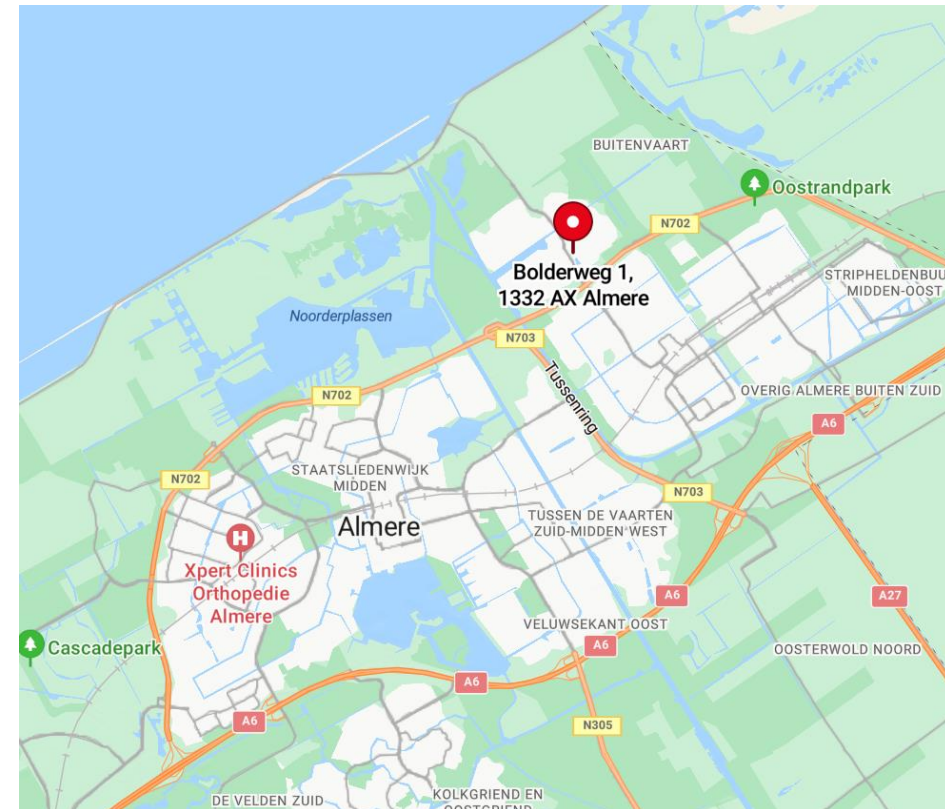 BUITENVAART
Oostrandpark
N702
Bolderweg 1,
1332 AX Almere
STRIPHELDENBUU
MIDDEN-OOST
Noorderplassen
N703
Tussenring
N702
OVERIG ALMERE BUITEN ZUID
A6
N702
STAATSLIEDENWIJK
MIDDEN
N703
Almere
TUSSEN DE VAARTEN
ZUID-MIDDEN WEST
Xpert Clinics
Orthopedie
Almere
A6
A27
VELUWSEKANT OOST
Cascadepark
A6
OOSTERWOLD NOORD
A6
A6
N305
DE VELDEN ZUID
KOLKGRIEND EN
OOSTGRIEND